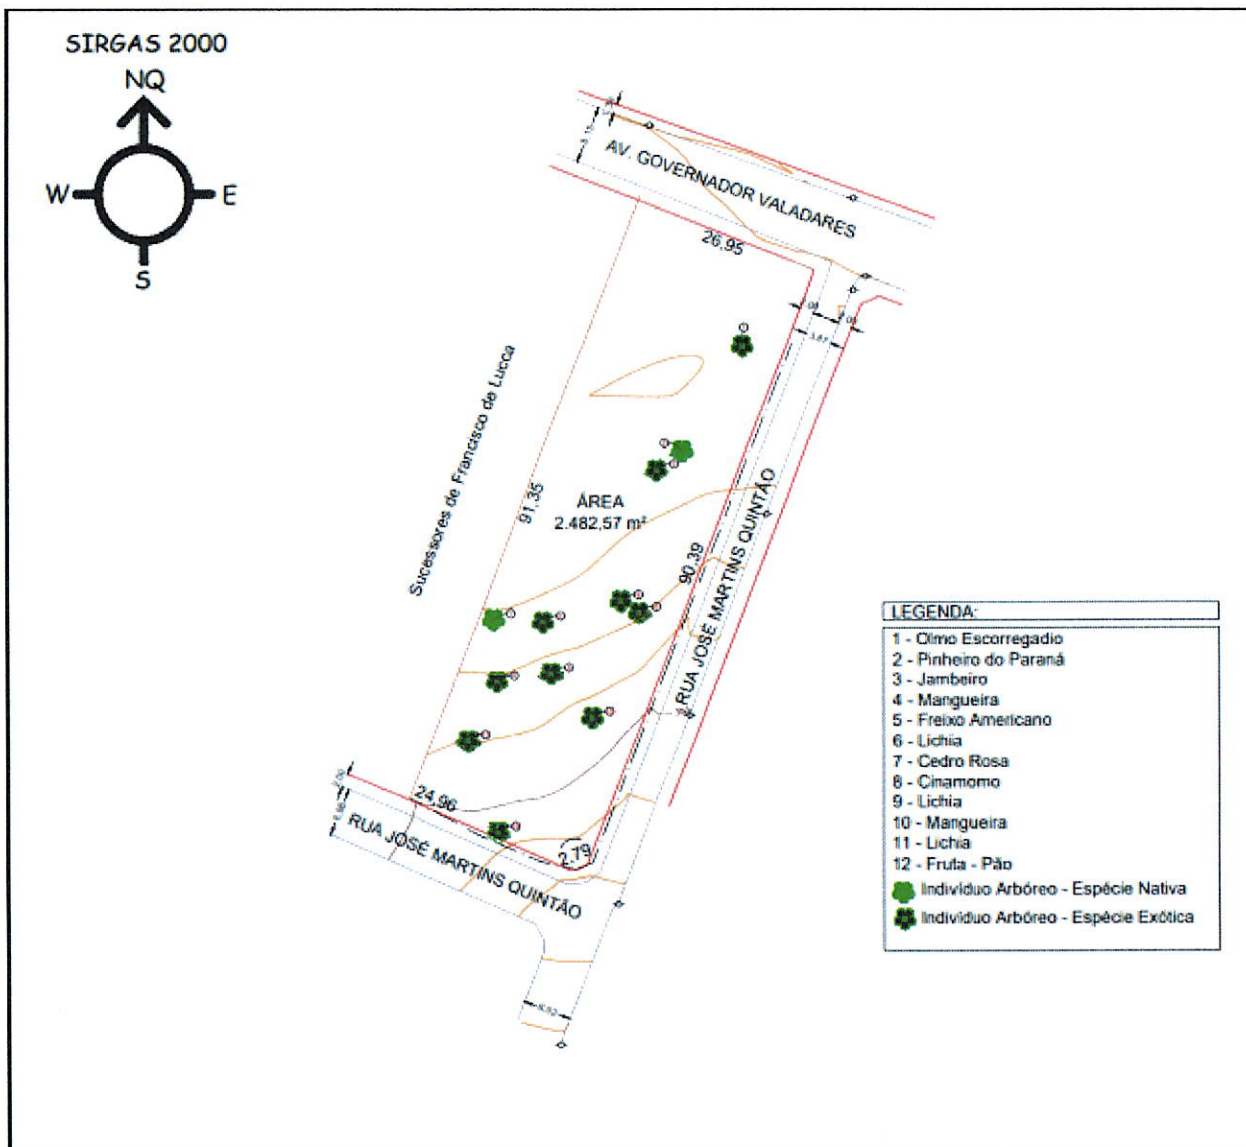 SIRGAS 2000
NQ
W
E
S
AV. GOVERNADOR VALADARES
26,95
Sucessores de Francisco de Lucca
91,35
ÁREA
2.482,57 m²
90,39
RUA JOSÉ MARTINS QUINTÃO
24,96
2,79
RUA JOSÉ MARTINS QUINTÃO
LEGENDA:
1 - Olmo Escorregadio
2 - Pinheiro do Paraná
3 - Jambeiro
4 - Mangueira
5 - Freixo Americano
6 - Lichia
7 - Cedro Rosa
8 - Cinamomo
9 - Lichia
10 - Mangueira
11 - Lichia
12 - Fruta - Pão
Indivíduo Arbóreo - Espécie Nativa
Indivíduo Arbóreo - Espécie Exótica